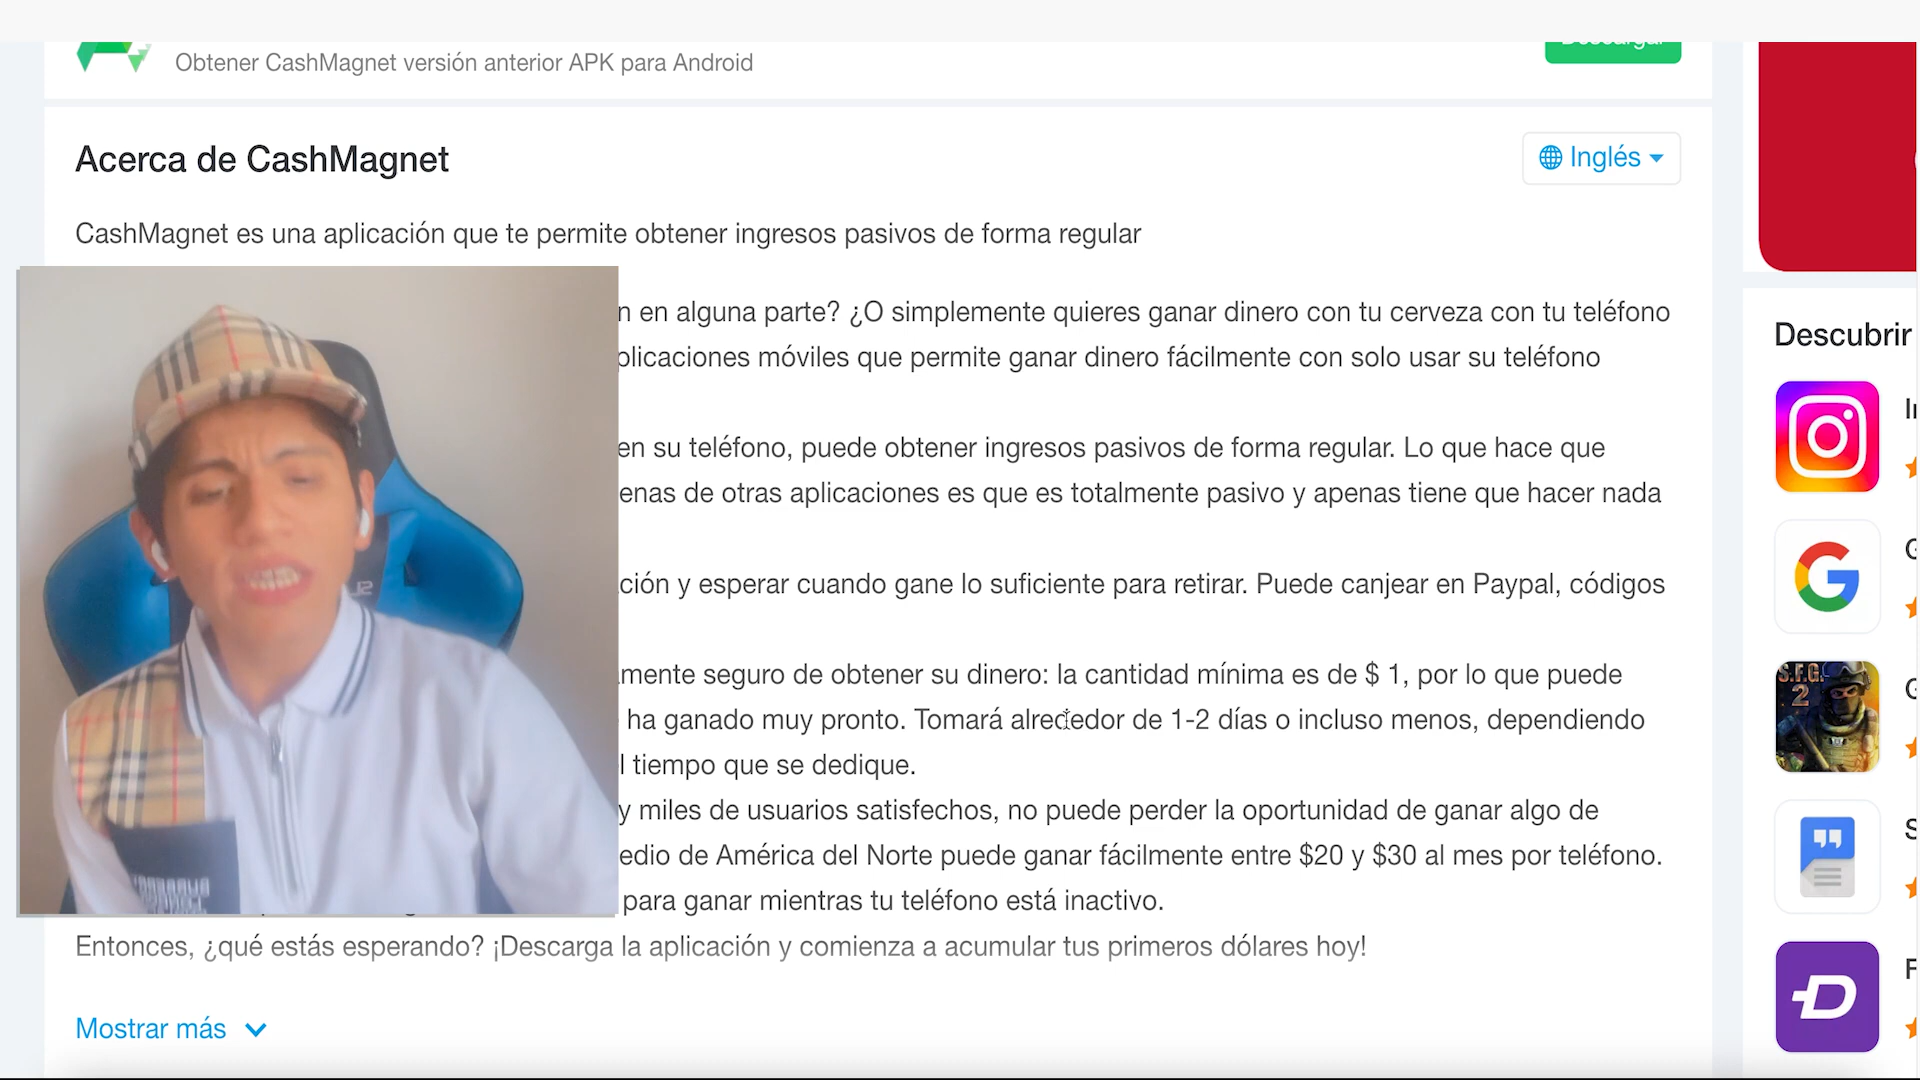 Obtener CashMagnet versión anterior APK para Android
Acerca de CashMagnet
Inglés
CashMagnet es una aplicación que te permite obtener ingresos pasivos de forma regular
en alguna parte? ¿O simplemente quieres ganar dinero con tu cerveza con tu teléfono
móviles que permite ganar dinero fácilmente con solo usar su teléfono
en su teléfono, puede obtener ingresos pasivos de forma regular. Lo que hace que
de otras aplicaciones es que es totalmente pasivo y apenas tiene que hacer nada
y esperar cuando gane lo suficiente para retirar. Puede canjear en Paypal, códigos
seguro de obtener su dinero: la cantidad mínima es de $ 1, por lo que puede
ha ganado muy pronto. Tomará alrededor de 1-2 días o incluso menos, dependiendo
tiempo que se dedique.
y miles de usuarios satisfechos, no puede perder la oportunidad de ganar algo de
de América del Norte puede ganar fácilmente entre $20 y $30 al mes por teléfono.
para ganar mientras tu teléfono está inactivo.
Entonces, ¿qué estás esperando? ¡Descarga la aplicación y comienza a acumular tus primeros dólares hoy!
Mostrar más
Descubrir
S.F.G.
2